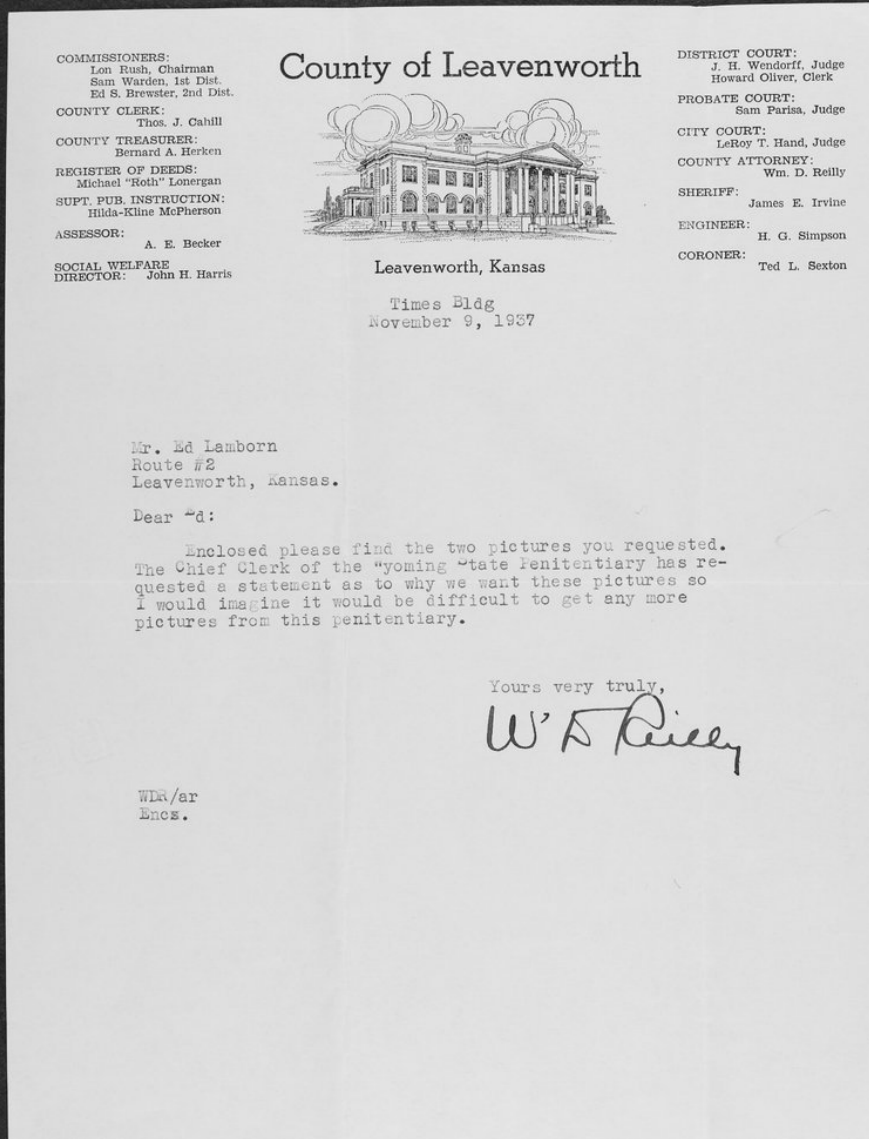 COMMISSIONERS:
Lon Rush, Chairman
Sam Warden, 1st Dist.
Ed S. Brewster, 2nd Dist.
COUNTY CLERK:
Thos. J. Cahill
COUNTY TREASURER:
Bernard A. Herken
REGISTER OF DEEDS:
Michael "Roth" Lonergan
SUPT. PUB. INSTRUCTION:
Hilda-Kline McPherson
ASSESSOR:
A. E. Becker
SOCIAL WELFARE
DIRECTOR: John H. Harris
County of Leavenworth
Leavenworth, Kansas
DISTRICT COURT:
J. H. Wendorff, Judge
Howard Oliver, Clerk
PROBATE COURT:
Sam Parisa, Judge
CITY COURT:
LeRoy T. Hand, Judge
COUNTY ATTORNEY:
Wm. D. Reilly
SHERIFF:
James E. Irvine
ENGINEER:
H. G. Simpson
CORONER:
Ted L. Sexton
Times Bldg
November 9, 1937
Mr. Ed Lamborn
Route #2
Leavenworth, Kansas.
Dear Ed:
Enclosed please find the two pictures you requested.
The Chief Clerk of the "yoming State Penitentiary has re-
quested a statement as to why we want these pictures so
I would imagine it would be difficult to get any more
pictures from this penitentiary.
Yours very truly,
W D Reilly
WDR/ar
Encs.